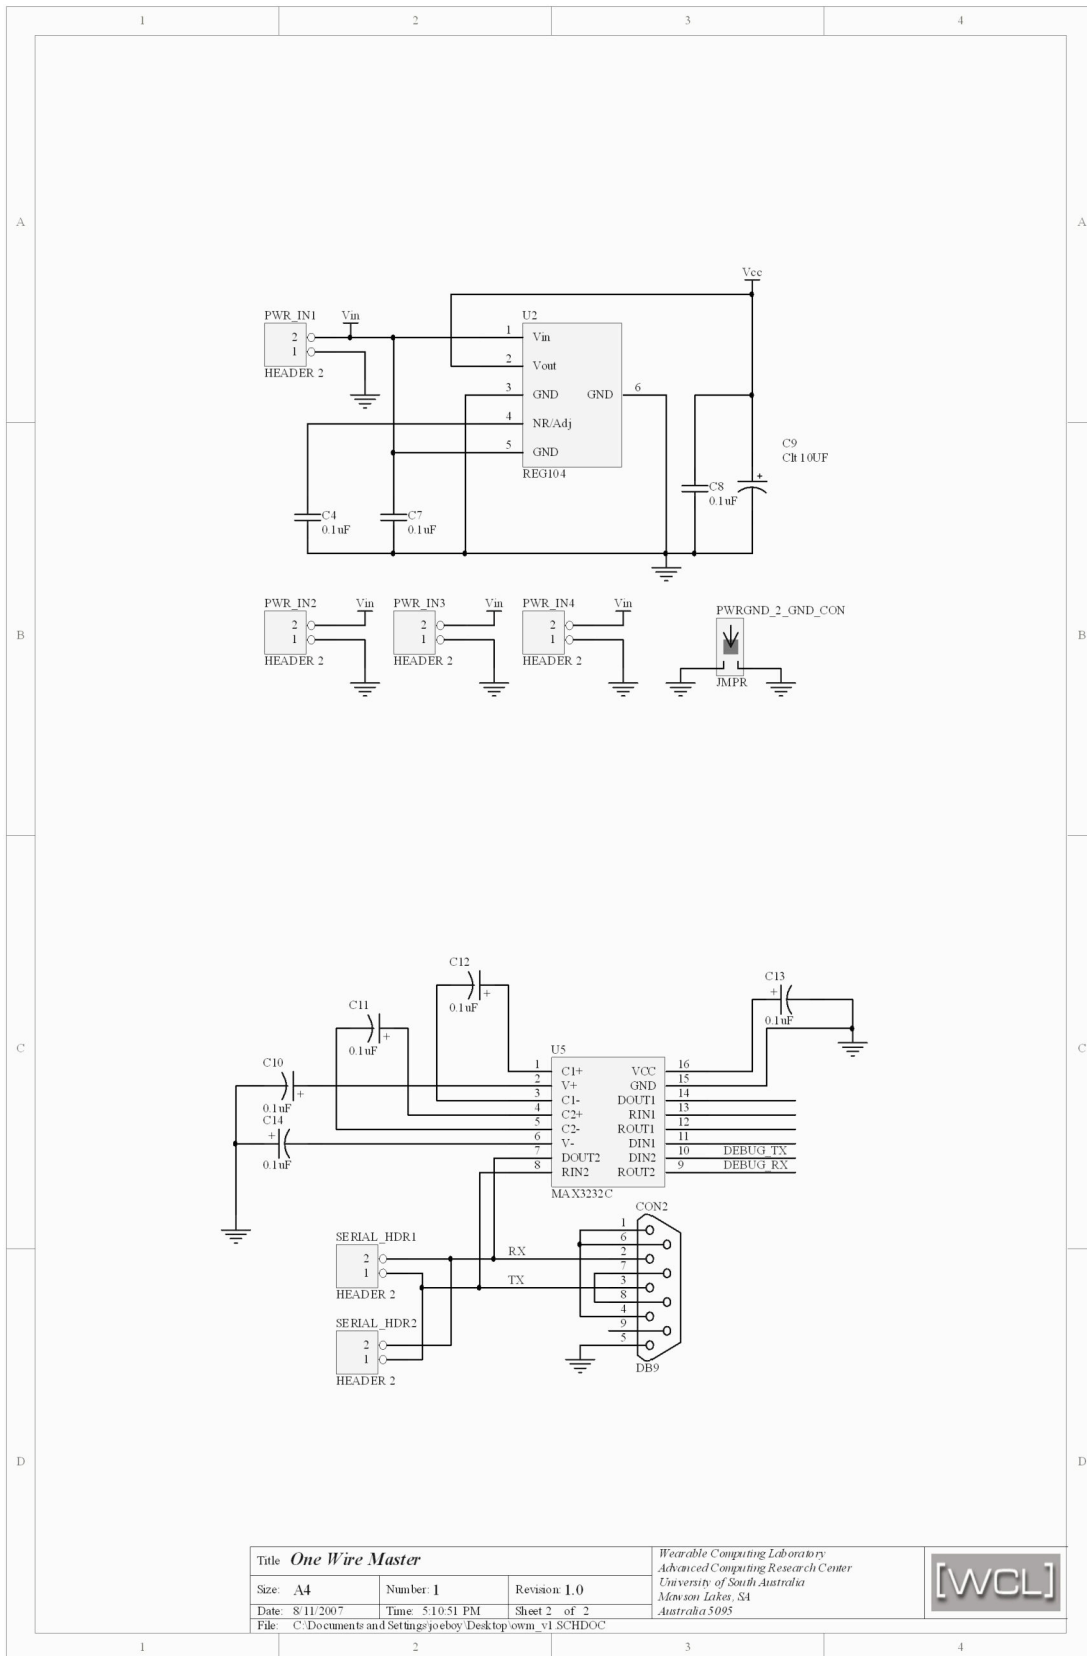 1 2 3 4
A A
Vcc
PWR_IN1 Vin U2
2 1 Vin
1
2 Vout
HEADER 2
3 GND GND 6
4 NR/Adj
5 GND
REG104
C9
Clt 10UF
+
C8
0.1uF
C4
0.1uF
C7
0.1uF
PWR_IN2 Vin PWR_IN3 Vin PWR_IN4 Vin PWRGND_2_GND_CON
2 2 2
1 1 1
HEADER 2 HEADER 2 HEADER 2 JMPR
B B
C12
+
0.1uF
C13
+
0.1uF
C11
+
0.1uF
C C
U5
C10
+
0.1uF
C14
+
0.1uF
1 C1+ VCC 16
2 V+ GND 15
3 C1- DOUT1 14
4 C2+ RIN1 13
5 C2- ROUT1 12
6 V- DIN1 11
7 DOUT2 DIN2 10 DEBUG_TX
8 RIN2 ROUT2 9 DEBUG_RX
MAX3232C
CON2
SERIAL_HDR1
2 RX
1 TX
HEADER 2
SERIAL_HDR2
2
1
HEADER 2
1
6
2
7
3
8
4
9
5
DB9
D D
Title One Wire Master
Size: A4 Number: 1 Revision: 1.0
Date: 8/11/2007 Time: 5:10:51 PM Sheet 2 of 2
File: C:\Documents and Settings\joeboy\Desktop\owm_v1.SCHDOC
Wearable Computing Laboratory
Advanced Computing Research Center
University of South Australia
Mawson Lakes, SA
Australia 5095
[WCL]
1 2 3 4